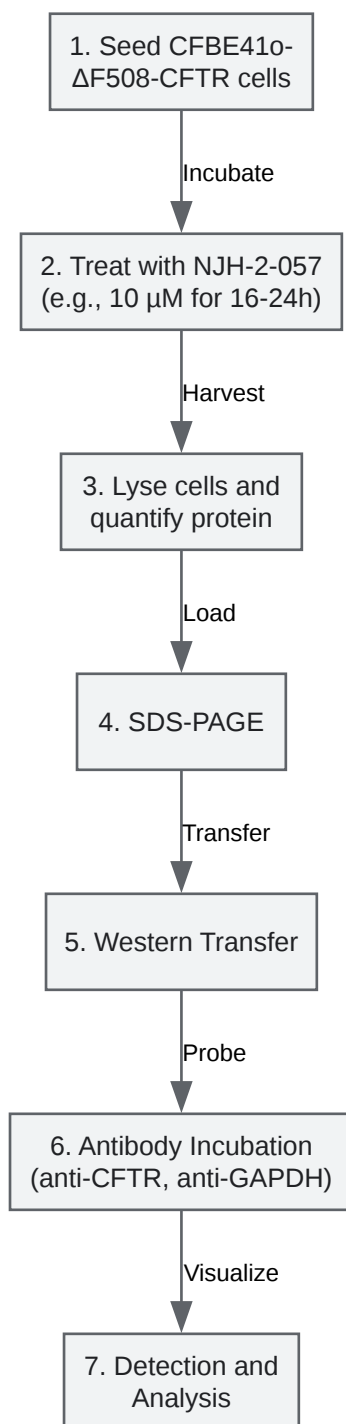 1. Seed CFBE41o-
ΔF508-CFTR cells
Incubate
2. Treat with NJH-2-057
(e.g., 10 µM for 16-24h)
Harvest
3. Lyse cells and
quantify protein
Load
4. SDS-PAGE
Transfer
5. Western Transfer
Probe
6. Antibody Incubation
(anti-CFTR, anti-GAPDH)
Visualize
7. Detection and
Analysis